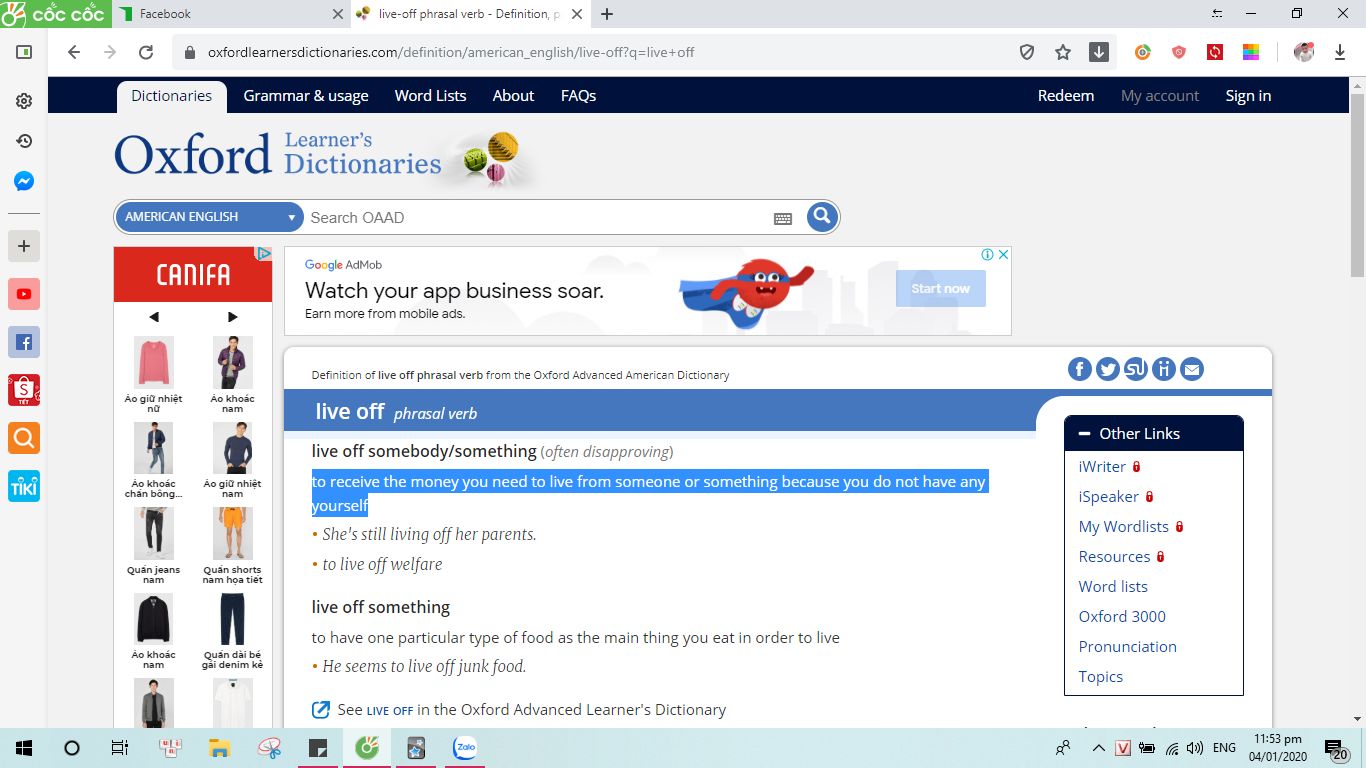 cốc cốc
Facebook
live-off phrasal verb - Definition, p
oxfordlearnersdictionaries.com/definition/american_english/live-off?q=live+off
Dictionaries
Grammar & usage
Word Lists
About
FAQs
Redeem
My account
Sign in
Oxford Learner's Dictionaries
AMERICAN ENGLISH
Search OAAD
CANIFA
Áo giữ nhiệt
nữ
Áo khoác
nam
Áo khoác
chần bông...
Áo giữ nhiệt
nam
Quần jeans
nam
Quần shorts
nam họa tiết
Áo khoác
nam
Quần dài bé
gái denim kẻ
Google AdMob
Watch your app business soar.
Earn more from mobile ads.
Start now
Definition of live off phrasal verb from the Oxford Advanced American Dictionary
live off phrasal verb
live off somebody/something (often disapproving)
to receive the money you need to live from someone or something because you do not have any
yourself
• She's still living off her parents.
• to live off welfare
live off something
to have one particular type of food as the main thing you eat in order to live
• He seems to live off junk food.
See LIVE OFF in the Oxford Advanced Learner's Dictionary
Other Links
iWriter
iSpeaker
My Wordlists
Resources
Word lists
Oxford 3000
Pronunciation
Topics
TẾT
TIKI
Zalo
ENG
11:53 pm
04/01/2020
20